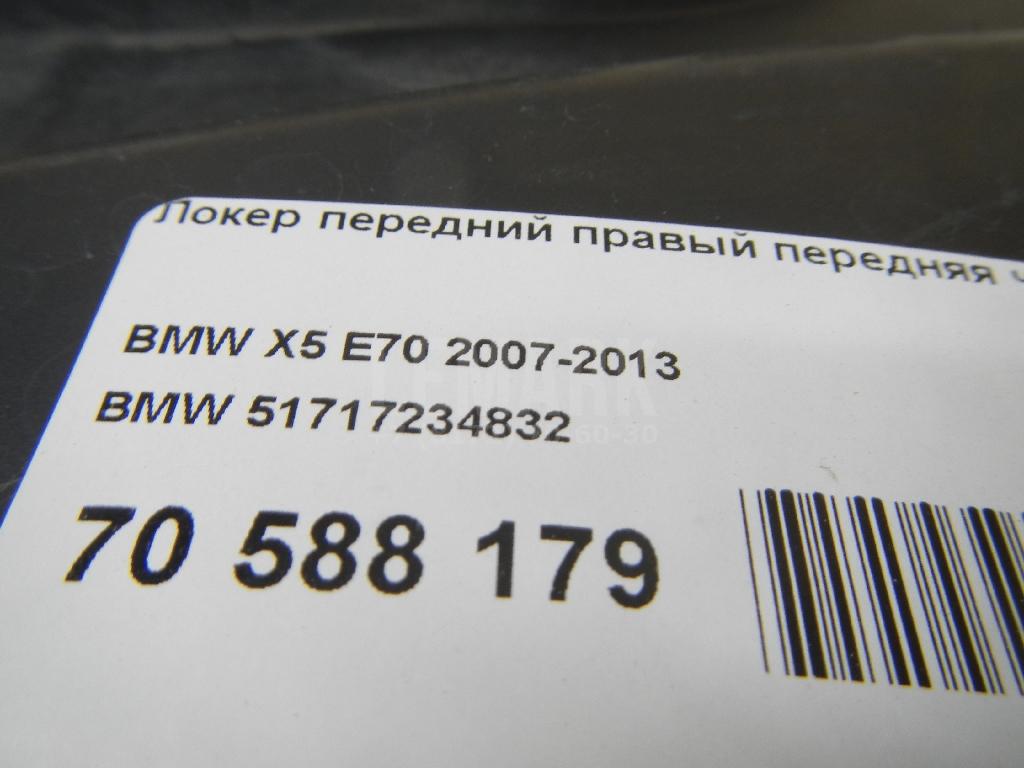 Локер передний правый передняя ч
BMW X5 E70 2007-2013
BMW 51717234832
70 588 179